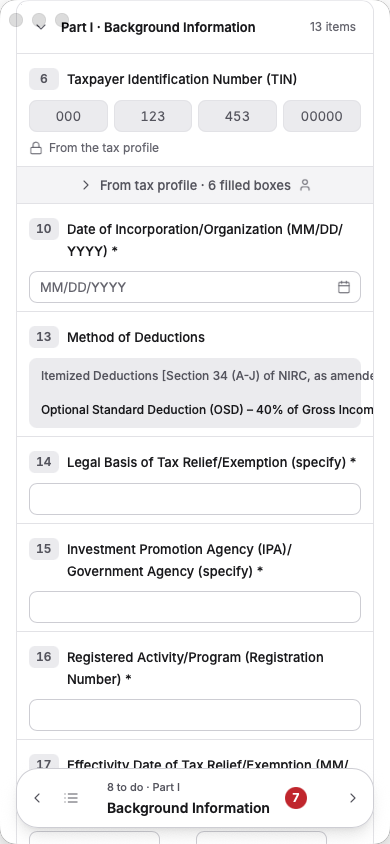 Part I · Background Information
13 items
6 Taxpayer Identification Number (TIN)
000 123 453 00000
From the tax profile
From tax profile · 6 filled boxes
10 Date of Incorporation/Organization (MM/DD/
YYYY) *
MM/DD/YYYY
13 Method of Deductions
Itemized Deductions [Section 34 (A-J) of NIRC, as amende
Optional Standard Deduction (OSD) – 40% of Gross Incom
14 Legal Basis of Tax Relief/Exemption (specify) *
15 Investment Promotion Agency (IPA)/
Government Agency (specify) *
16 Registered Activity/Program (Registration
Number) *
17 Effectivity Date of Tax Relief/Exemption (MM/
8 to do · Part I
Background Information
7